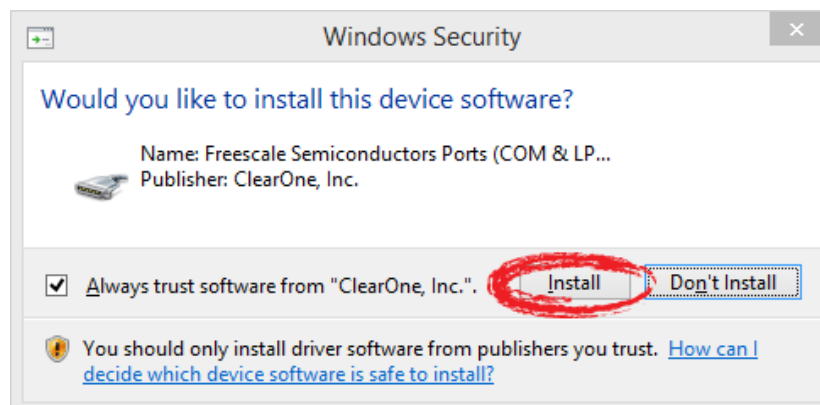 Windows Security
Would you like to install this device software?
Name: Freescale Semiconductors Ports (COM & LP...
Publisher: ClearOne, Inc.
Always trust software from "ClearOne, Inc.". Install Don't Install
You should only install driver software from publishers you trust. How can I
decide which device software is safe to install?